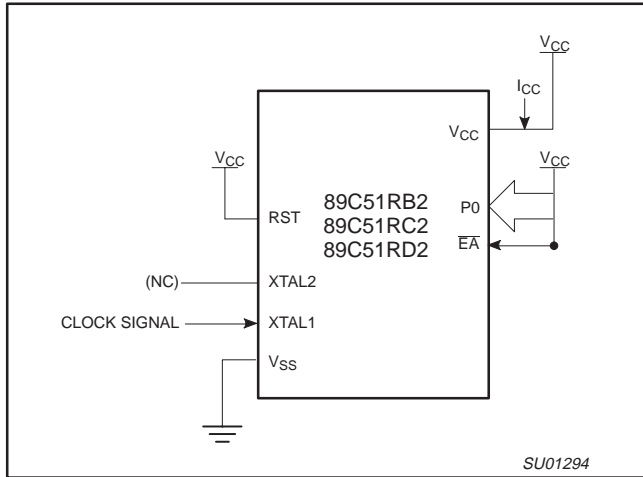 VCC
ICC
VCC
VCC
VCC
89C51RB2
P0
RST
89C51RC2
EA
89C51RD2
(NC)
XTAL2
CLOCK SIGNAL
XTAL1
VSS
SU01294